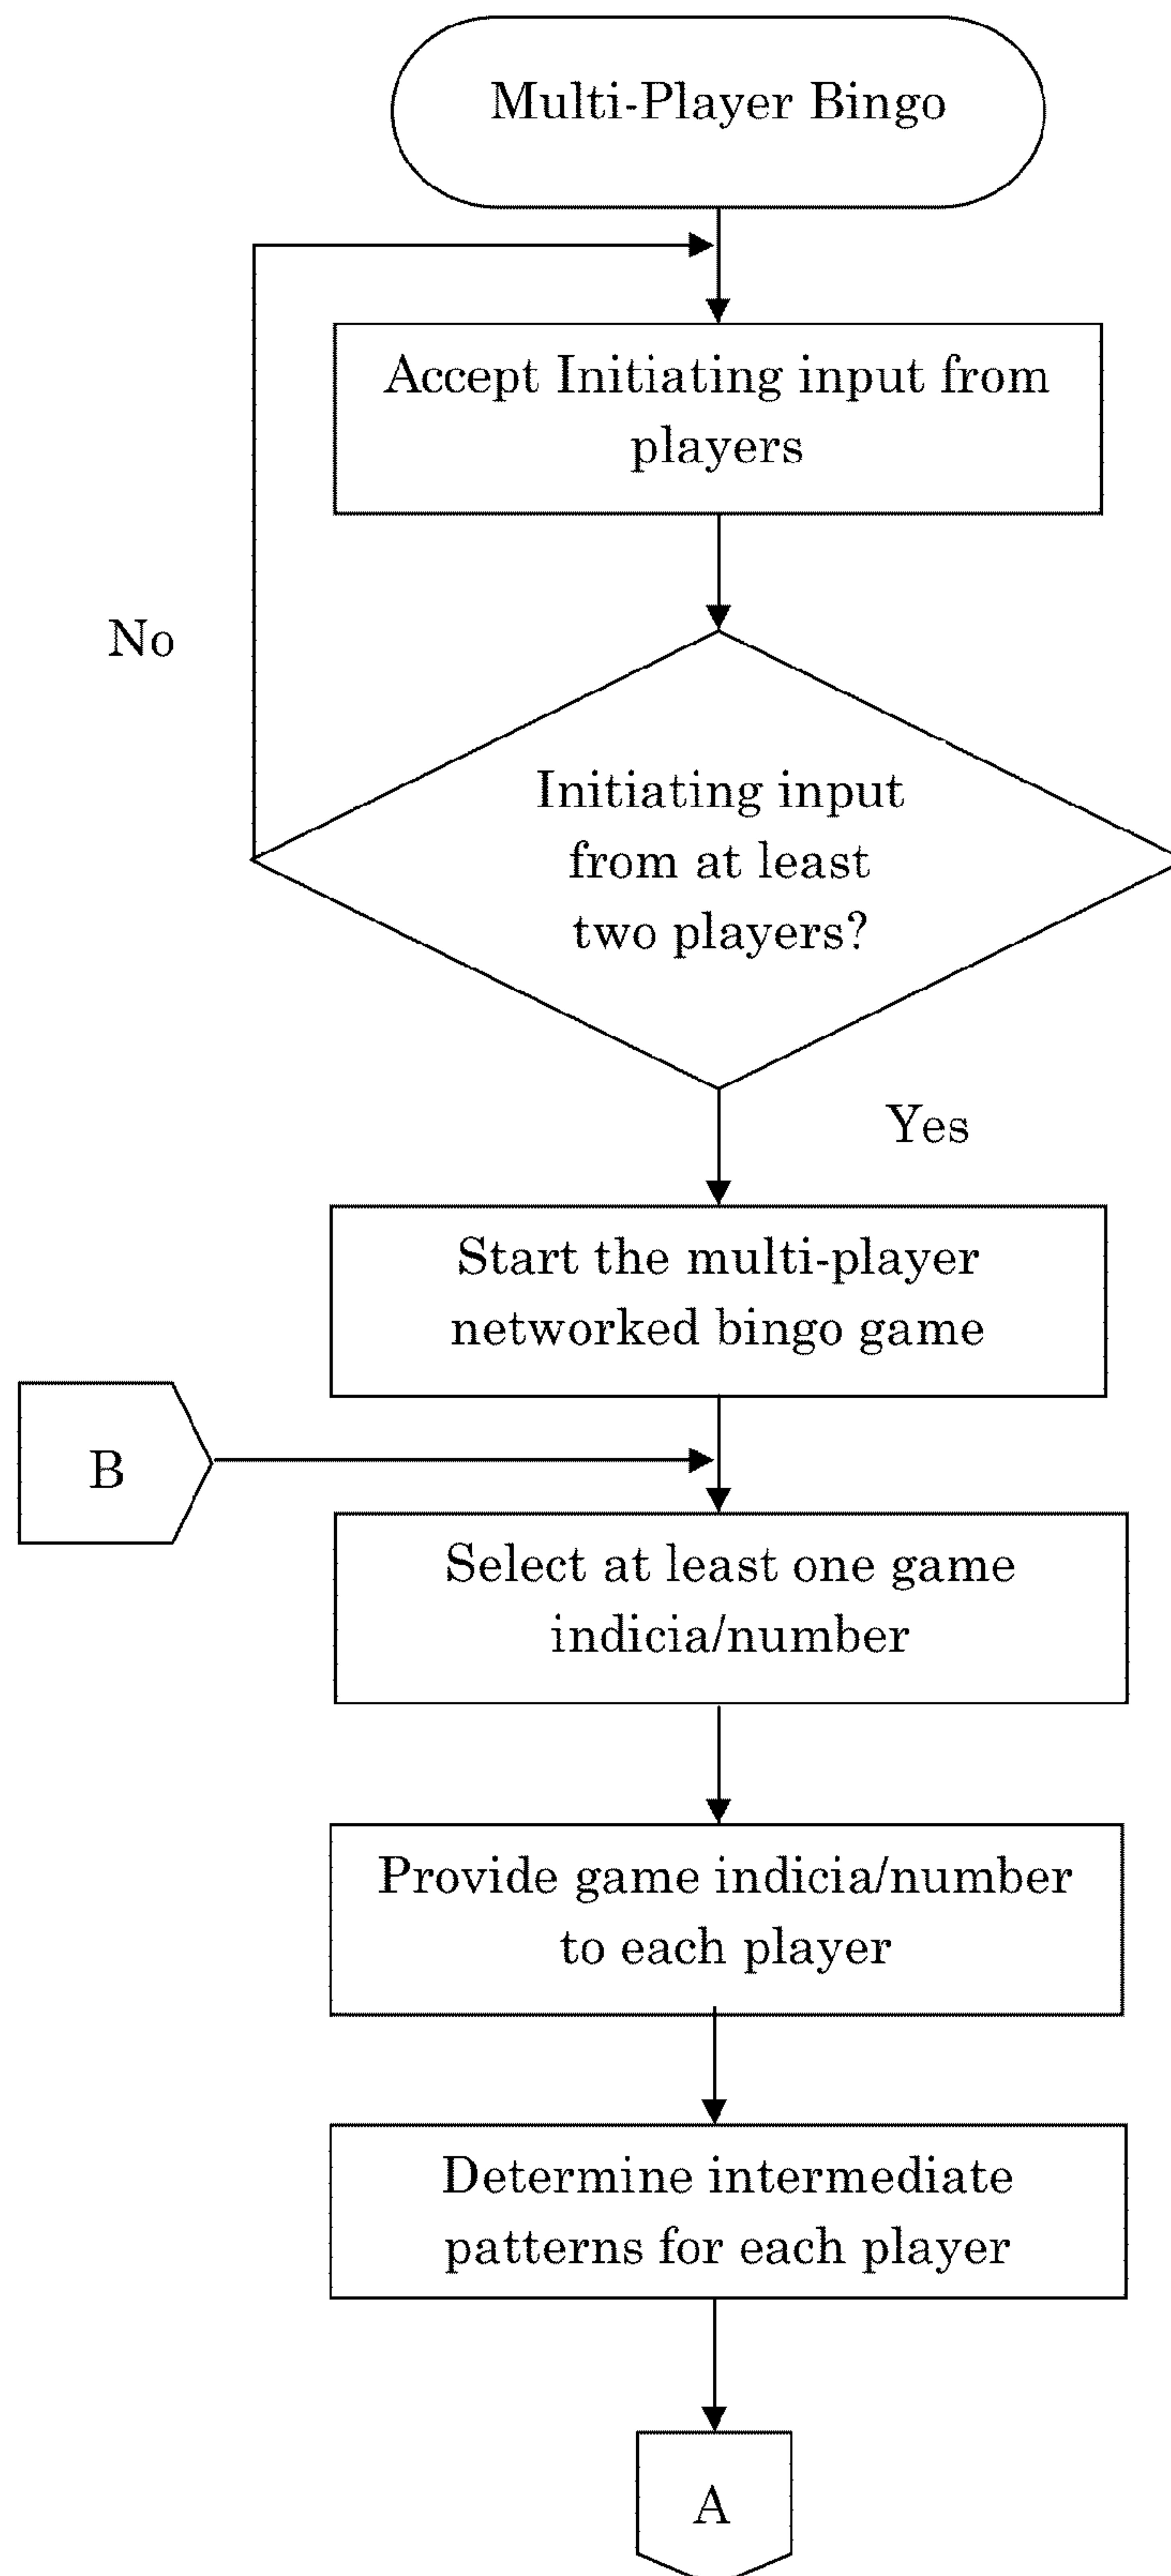 Multi-Player Bingo
Accept Initiating input from
players
No
Initiating input
from at least
two players?
Yes
Start the multi-player
networked bingo game
B
Select at least one game
indicia/number
Provide game indicia/number
to each player
Determine intermediate
patterns for each player
A